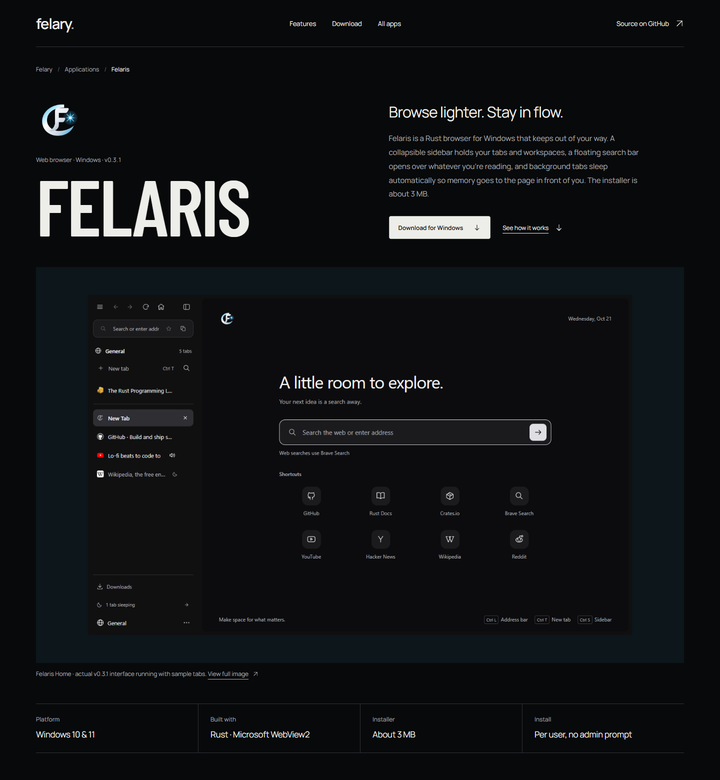 felary.
Features Download All apps
Source on GitHub
Felary / Applications / Felaris
Web browser · Windows · v0.3.1
FELARIS
Browse lighter. Stay in flow.
Felaris is a Rust browser for Windows that keeps out of your way. A
collapsible sidebar holds your tabs and workspaces, a floating search bar
opens over whatever you're reading, and background tabs sleep
automatically so memory goes to the page in front of you. The installer is
about 3 MB.
Download for Windows
See how it works
Search or enter addr
General 5 tabs
New tab Ctrl T
The Rust Programming L...
New Tab
GitHub · Build and ship s...
Lo-fi beats to code to
Wikipedia, the free en...
Downloads
1 tab sleeping
General
Wednesday, Oct 21
A little room to explore.
Your next idea is a search away.
Search the web or enter address
Web searches use Brave Search
Shortcuts
GitHub Rust Docs Crates.io Brave Search
YouTube Hacker News Wikipedia Reddit
Make space for what matters.
Ctrl L Address bar Ctrl T New tab Ctrl S Sidebar
Felaris Home · actual v0.3.1 interface running with sample tabs. View full image
Platform
Windows 10 & 11
Built with
Rust · Microsoft WebView2
Installer
About 3 MB
Install
Per user, no admin prompt